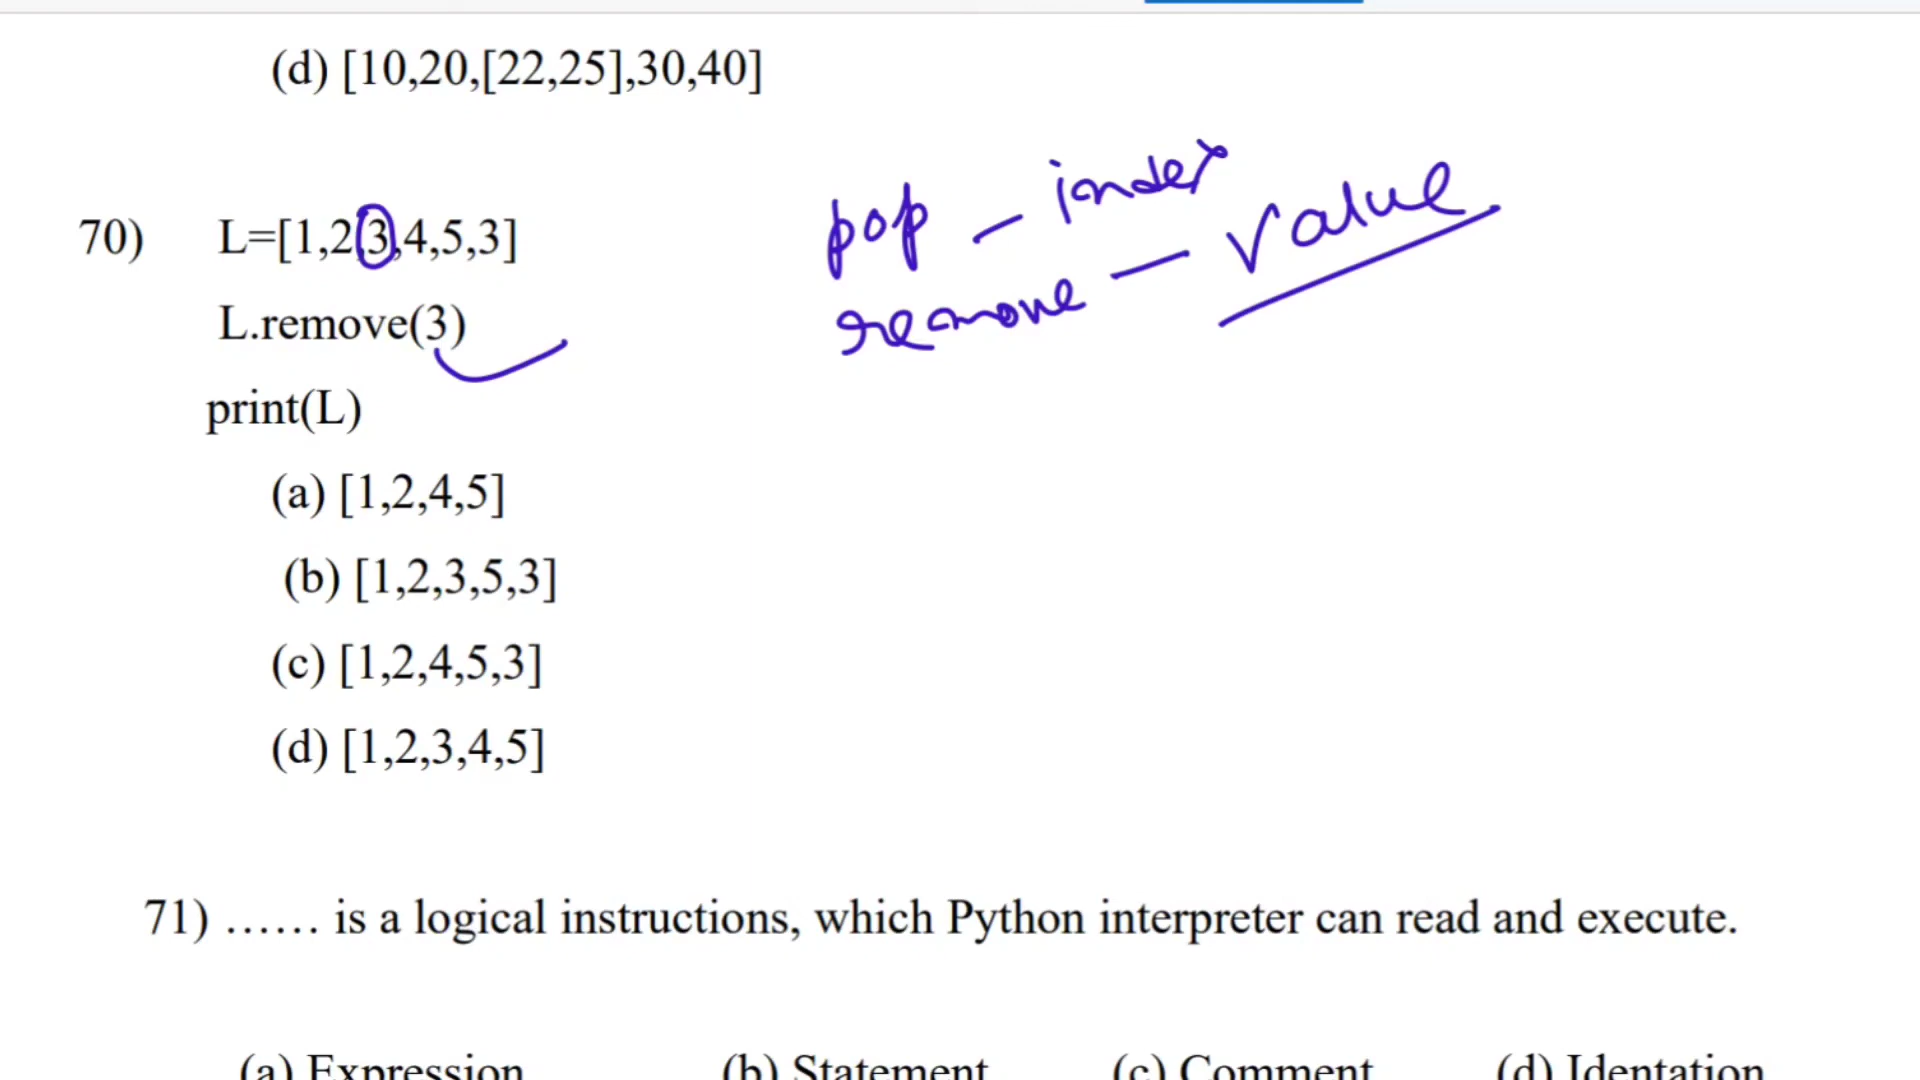 (d) [10,20,[22,25],30,40]
pop - index
70) L=[1,2,3,4,5,3]
remove - value
L.remove(3)
print(L)
(a) [1,2,4,5]
(b) [1,2,3,5,3]
(c) [1,2,4,5,3]
(d) [1,2,3,4,5]
71) …… is a logical instructions, which Python interpreter can read and execute.
(a) Expression (b) Statement (c) Comment (d) Identation